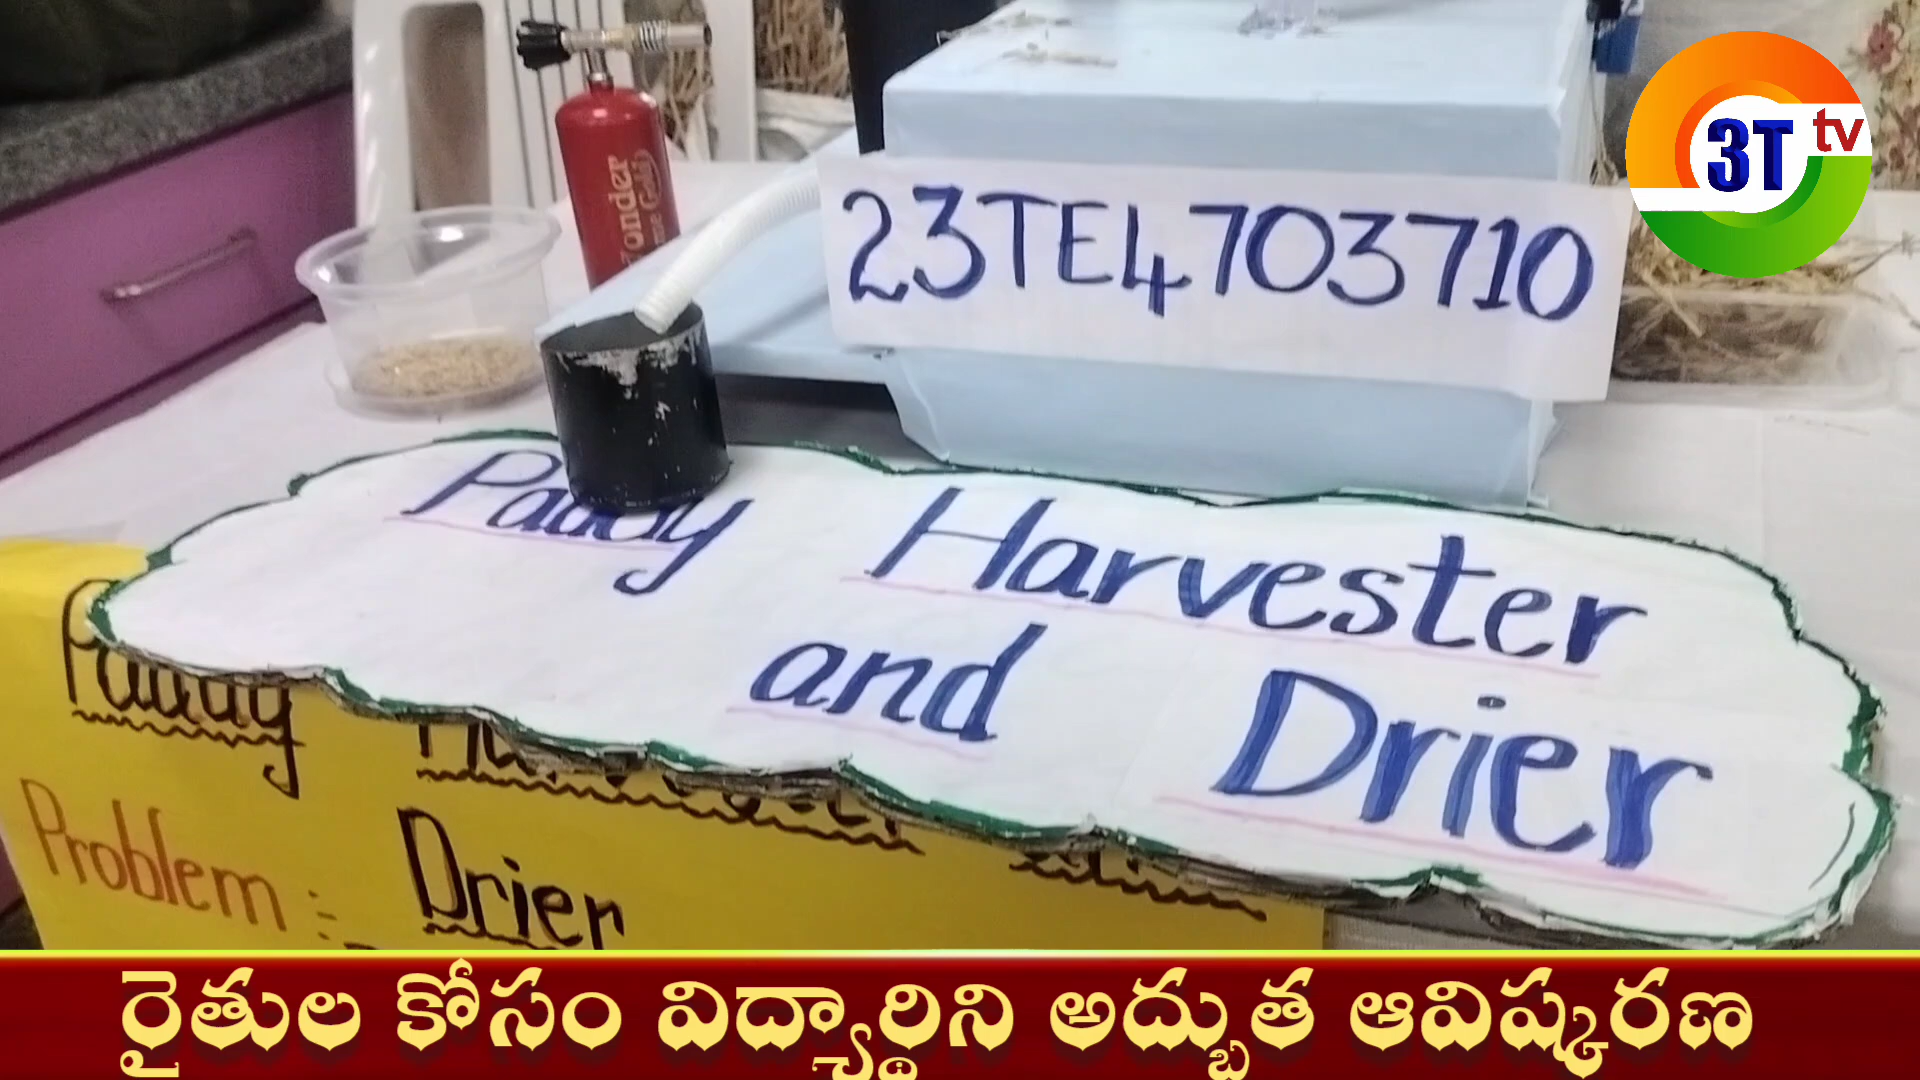 3T tv
23TE4703710
Paddy Harvester
and Drier
Paddy
Drier
Problem :-
రైతుల కోసం విద్యార్థిని అద్భుత ఆవిష్కరణ